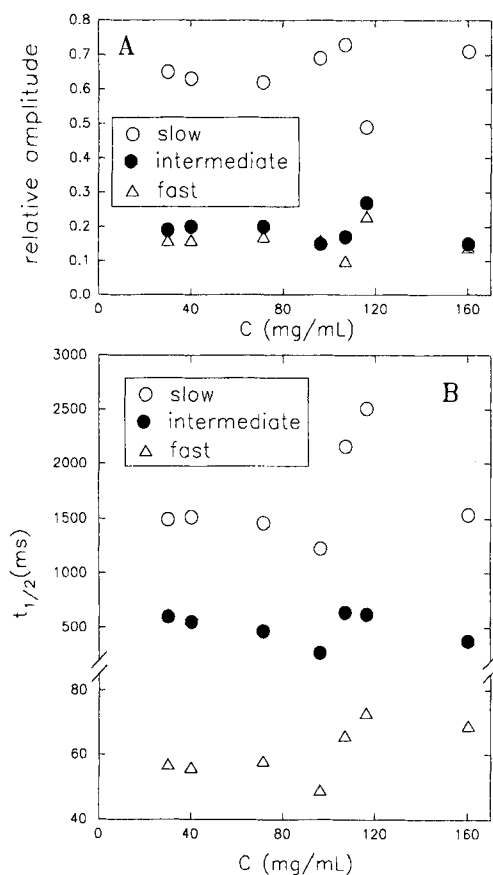 A
relative amplitude
0.8
0.7
0.6
0.5
0.4
0.3
0.2
0.1
0.0
slow
intermediate
fast
0 40 80 120 160
C (mg/mL)
B
t1/2(ms)
3000
2500
2000
1500
1000
500
80
60
40
slow
intermediate
fast
0 40 80 120 160
C (mg/mL)